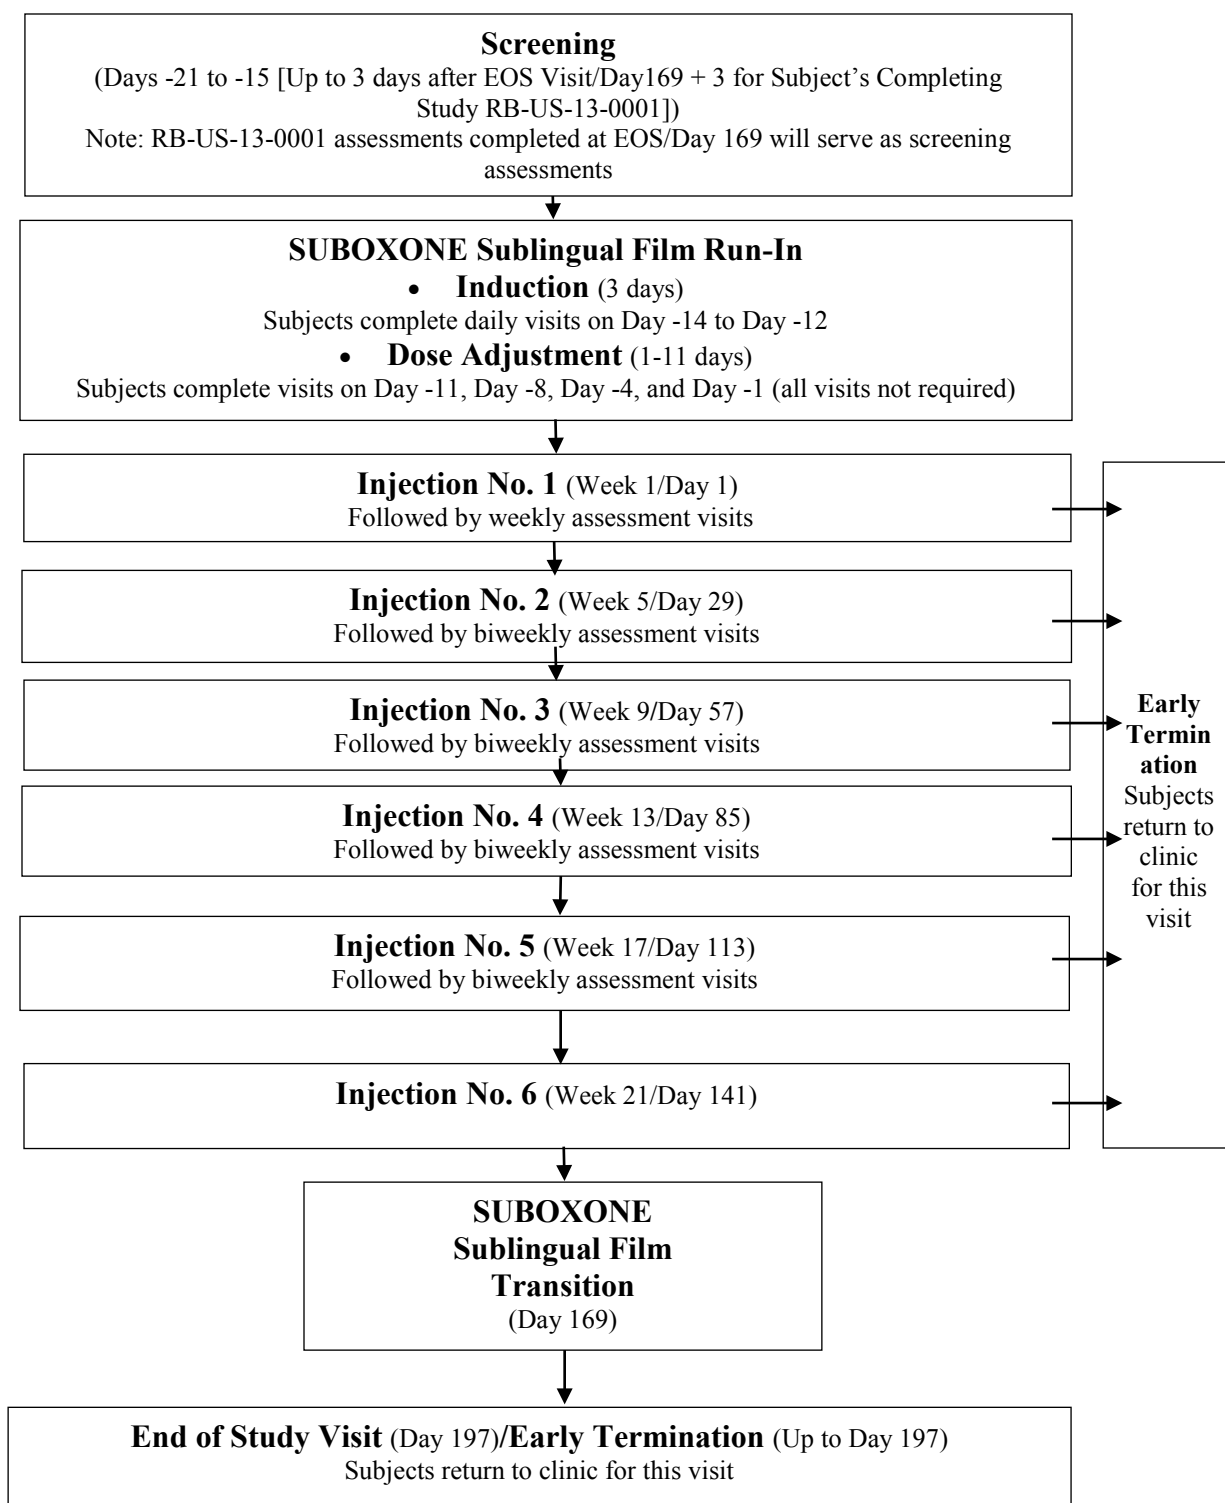 Screening
(Days -21 to -15 [Up to 3 days after EOS Visit/Day169 + 3 for Subject's Completing
Study RB-US-13-0001])
Note: RB-US-13-0001 assessments completed at EOS/Day 169 will serve as screening
assessments
SUBOXONE Sublingual Film Run-In
• Induction (3 days)
Subjects complete daily visits on Day -14 to Day -12
• Dose Adjustment (1-11 days)
Subjects complete visits on Day -11, Day -8, Day -4, and Day -1 (all visits not required)
Injection No. 1 (Week 1/Day 1)
Followed by weekly assessment visits
Injection No. 2 (Week 5/Day 29)
Followed by biweekly assessment visits
Injection No. 3 (Week 9/Day 57)
Followed by biweekly assessment visits
Injection No. 4 (Week 13/Day 85)
Followed by biweekly assessment visits
Injection No. 5 (Week 17/Day 113)
Followed by biweekly assessment visits
Injection No. 6 (Week 21/Day 141)
Early
Termin
ation
Subjects
return to
clinic
for this
visit
SUBOXONE
Sublingual Film
Transition
(Day 169)
End of Study Visit (Day 197)/Early Termination (Up to Day 197)
Subjects return to clinic for this visit